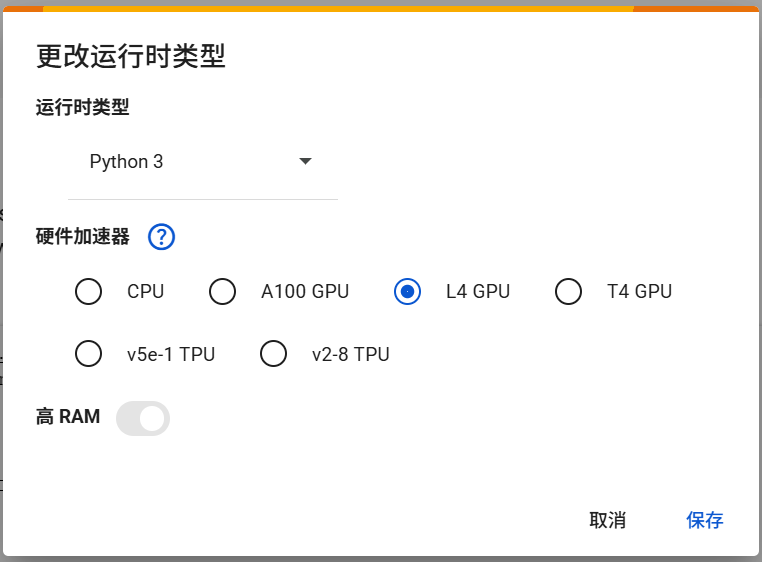 更改运行时类型
运行时类型
Python 3
硬件加速器 ?
CPU A100 GPU L4 GPU T4 GPU
v5e-1 TPU v2-8 TPU
高 RAM
取消 保存